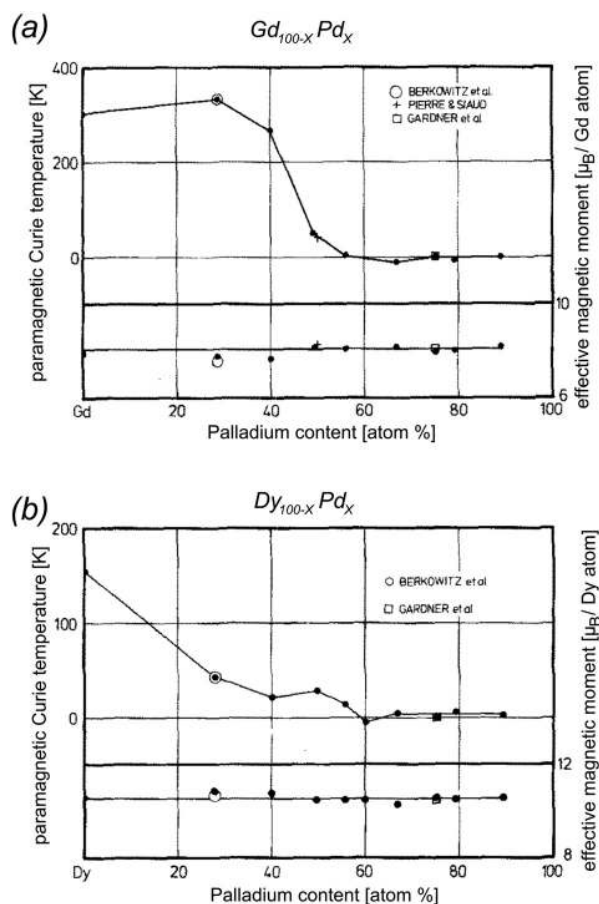 (a)
Gd100-X PdX
paramagnetic Curie temperature [K]
400
200
0
BERKOWITZ et al.
PIERRE & SIAUD
GARDNER et al
10
6
effective magnetic moment [μB/ Gd atom]
Gd
20
40
60
80
100
Palladium content [atom %]
(b)
Dy100-X PdX
paramagnetic Curie temperature [K]
200
100
0
BERKOWITZ et al
GARDNER et al
12
8
effective magnetic moment [μB/ Dy atom]
Dy
20
40
60
80
100
Palladium content [atom %]